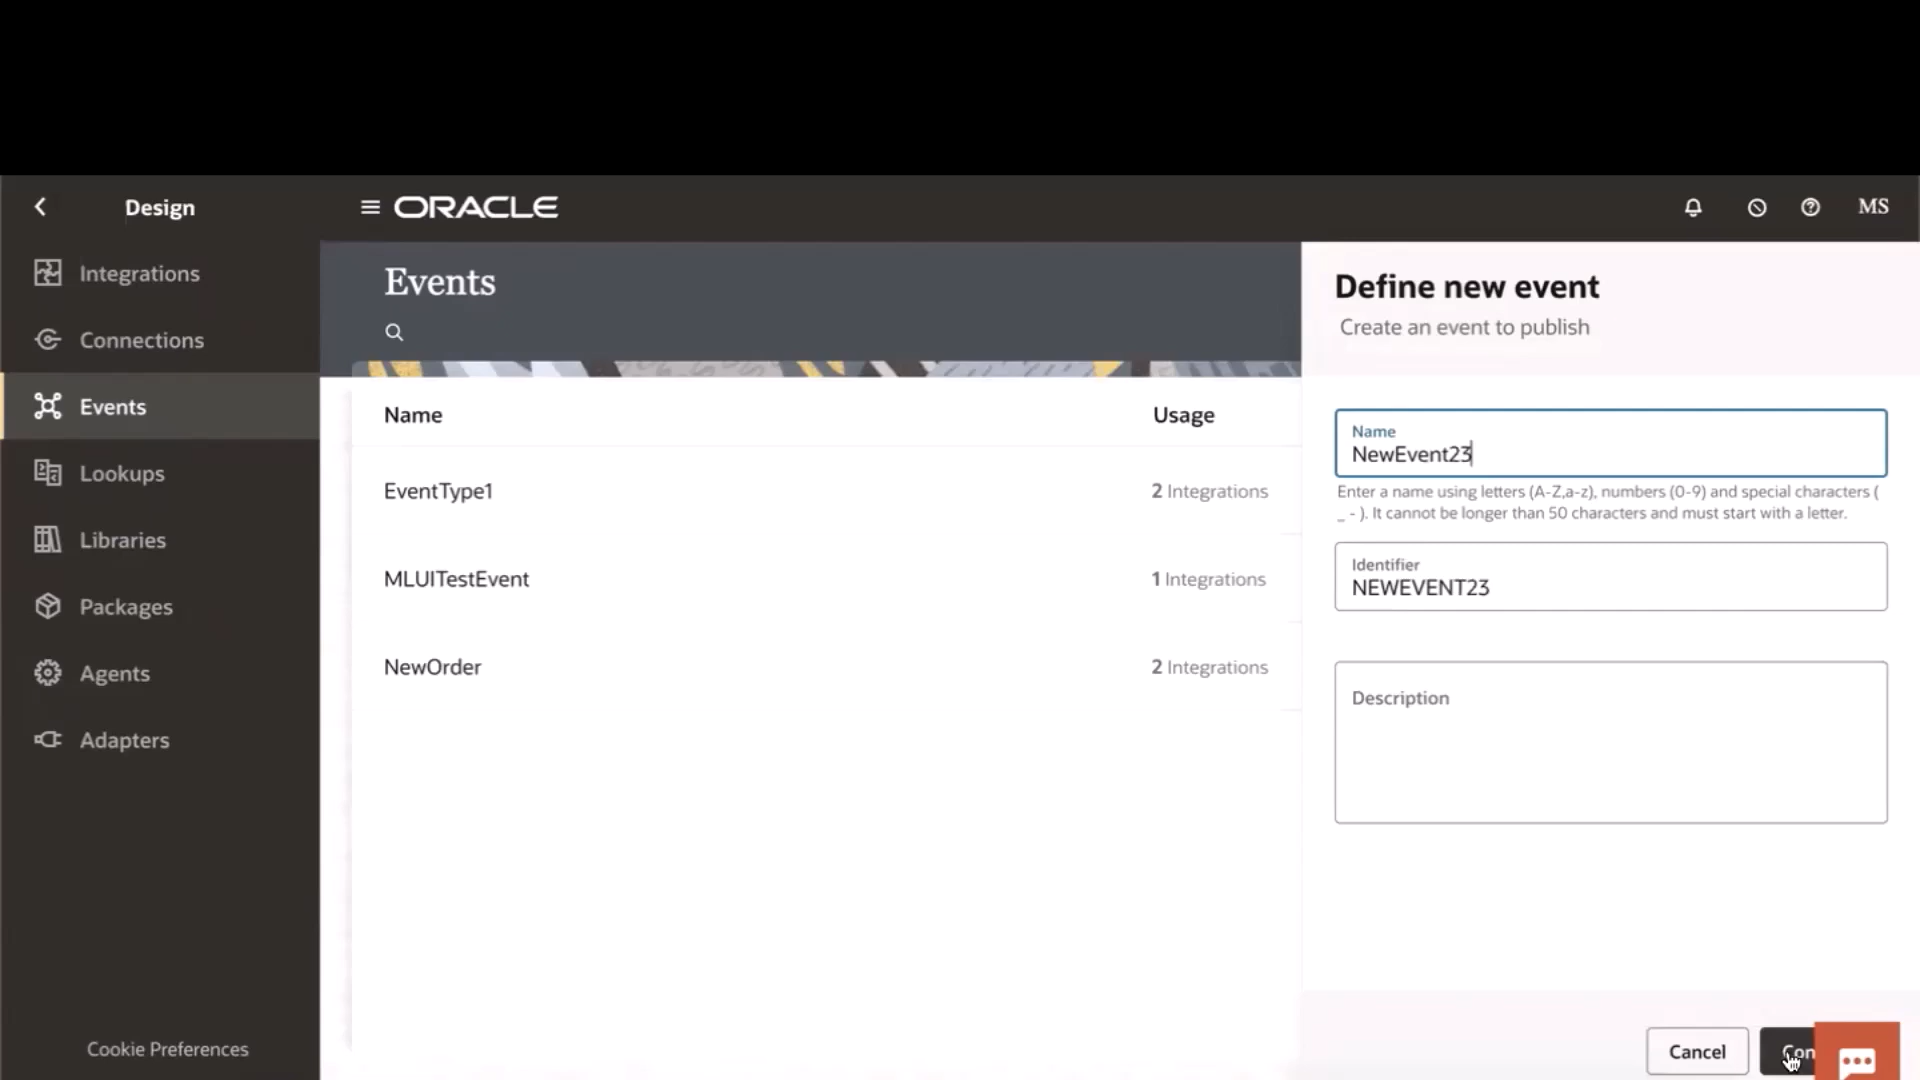 Design
ORACLE
MS
Integrations
Connections
Events
Lookups
Libraries
Packages
Agents
Adapters
Cookie Preferences
Events
Name Usage
EventType1 2 Integrations
MLUITestEvent 1 Integrations
NewOrder 2 Integrations
Define new event
Create an event to publish
Name
NewEvent23
Enter a name using letters (A-Z,a-z), numbers (0-9) and special characters (
_ - ). It cannot be longer than 50 characters and must start with a letter.
Identifier
NEWEVENT23
Description
Cancel